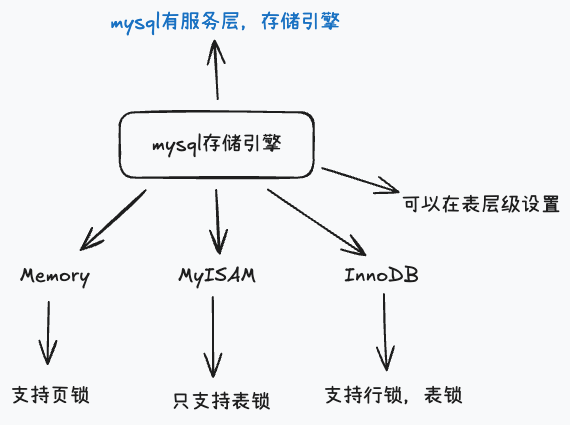 mysql有服务层，存储引擎
mysql存储引擎
可以在表层级设置
Memory
MyISAM
InnoDB
支持页锁
只支持表锁
支持行锁，表锁